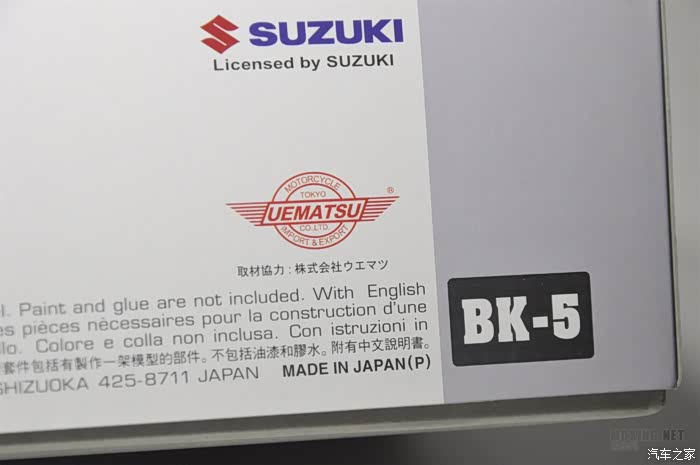 SUZUKI
Licensed by SUZUKI
MOTORCYCLE
TOKYO
UEMATSU
®
CO.,LTD.
IMPORT & EXPORT
取材協力：株式会社ウエマツ
el. Paint and glue are not included. With English
es pièces nècessaires pour la construction d'une
llo. Colore e colla non inclusa. Con istruzioni in
套件包括有製作一架模型的部件。不包括油漆和膠水。附有中文說明書。
SHIZUOKA 425-8711 JAPAN MADE IN JAPAN(P)
BK-5
汽车之家